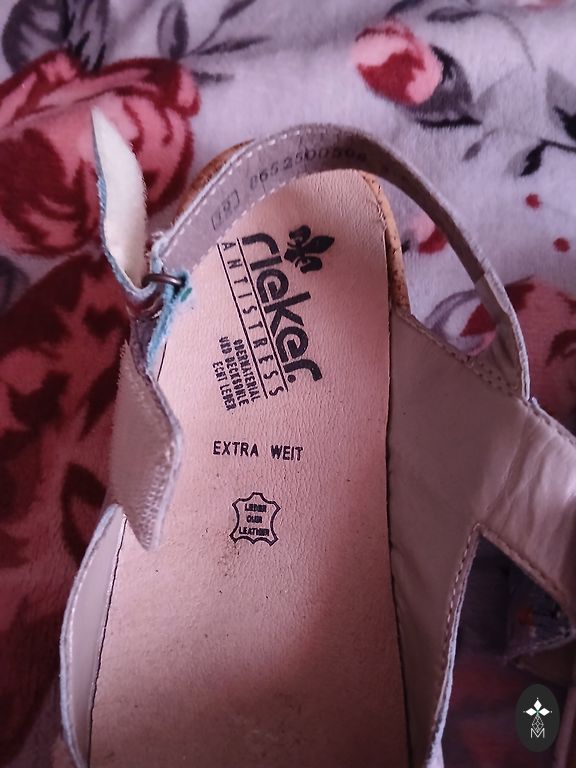 rieker
ANTISTRESS
OBERMATERIAL
UND DECKSOHLE
ECHT LEDER
EXTRA WEIT
LEDER
CUIR
LEATHER